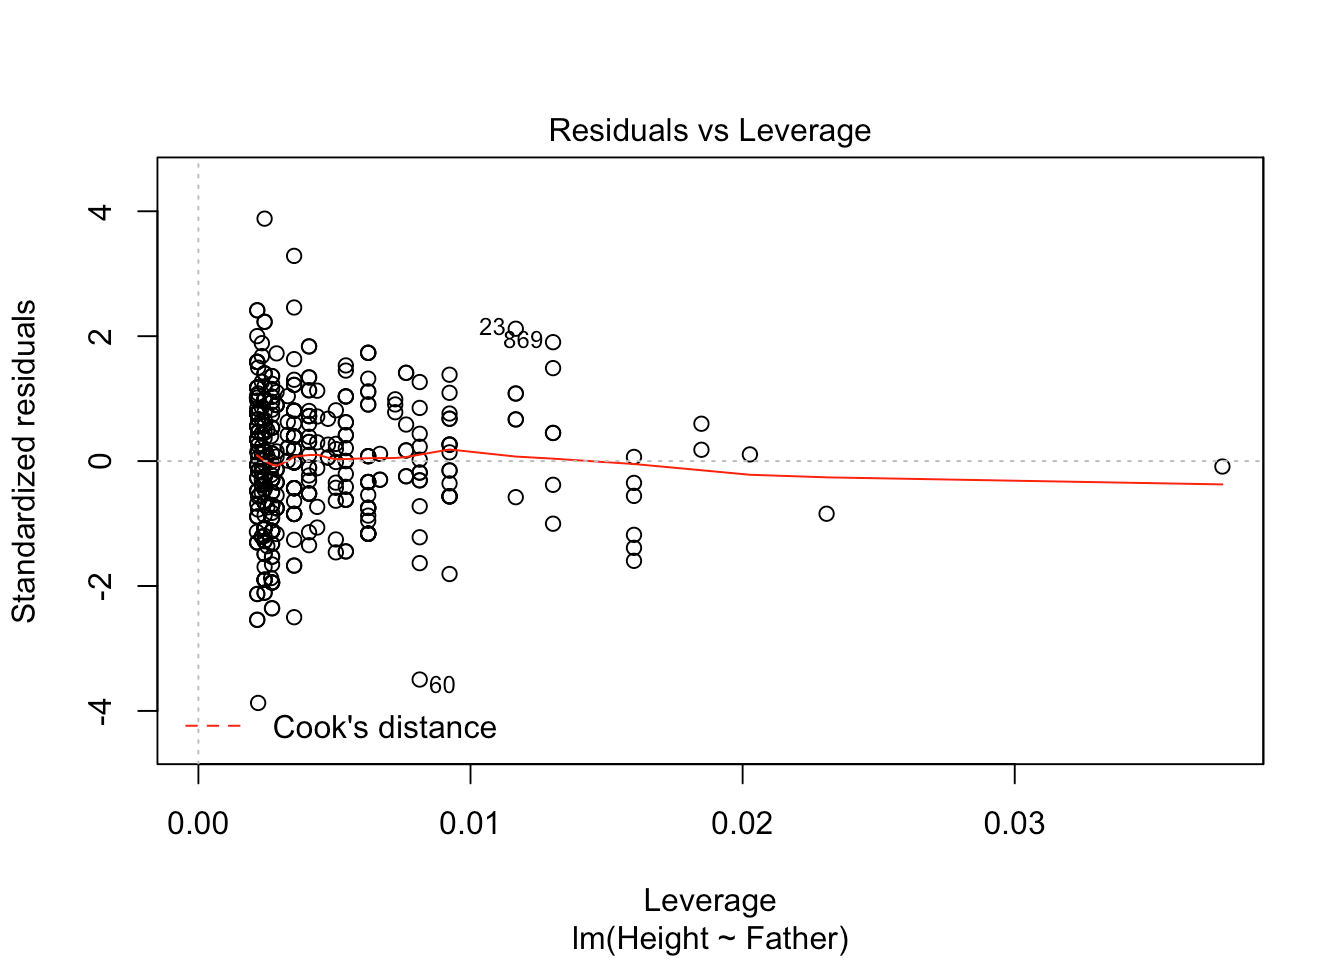 Residuals vs Leverage
Standardized residuals
4
2
0
-2
-4
23
869
60
Cook's distance
0.00 0.01 0.02 0.03
Leverage
lm(Height ~ Father)